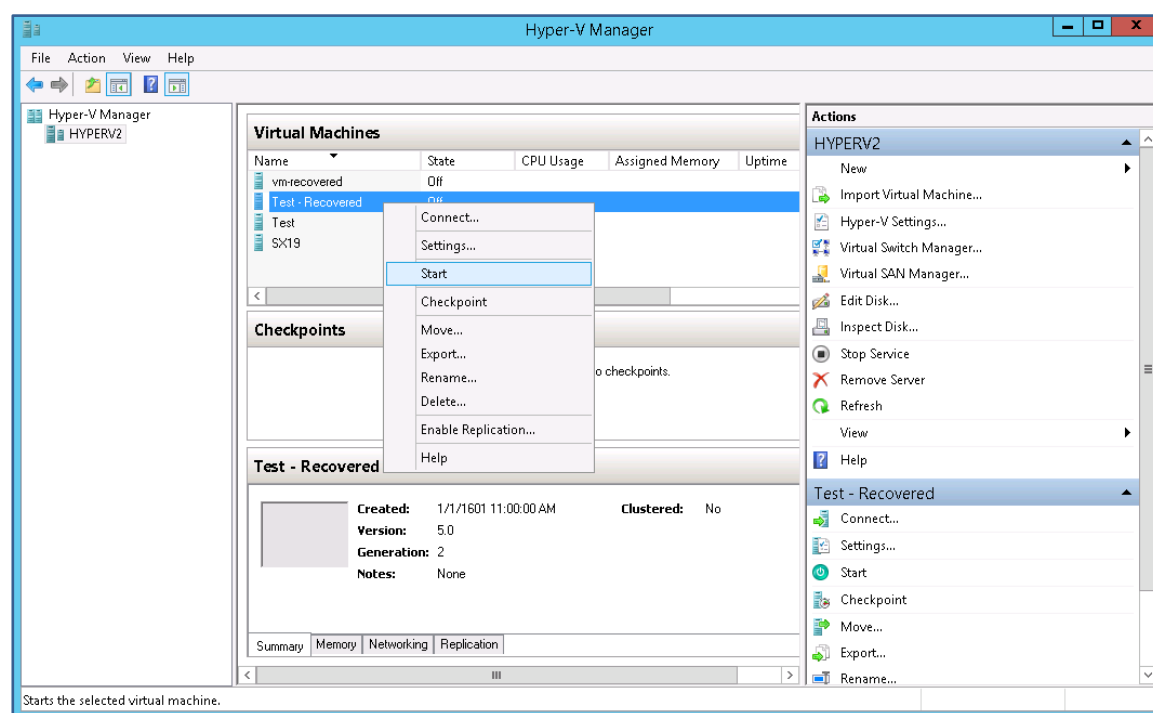 Hyper-V Manager
File Action View Help
Hyper-V Manager
HYPERV2
Virtual Machines
Name State CPU Usage Assigned Memory Uptime
vm-recovered Off
Test - Recovered Off
Test
SX19
Connect...
Settings...
Start
Checkpoint
Move...
Export...
Rename...
Delete...
Enable Replication...
Help
Checkpoints
o checkpoints.
Test - Recovered
Created: 1/1/1601 11:00:00 AM Clustered: No
Version: 5.0
Generation: 2
Notes: None
Summary Memory Networking Replication
Actions
HYPERV2
New
Import Virtual Machine...
Hyper-V Settings...
Virtual Switch Manager...
Virtual SAN Manager...
Edit Disk...
Inspect Disk...
Stop Service
Remove Server
Refresh
View
Help
Test - Recovered
Connect...
Settings...
Start
Checkpoint
Move...
Export...
Rename...
Starts the selected virtual machine.